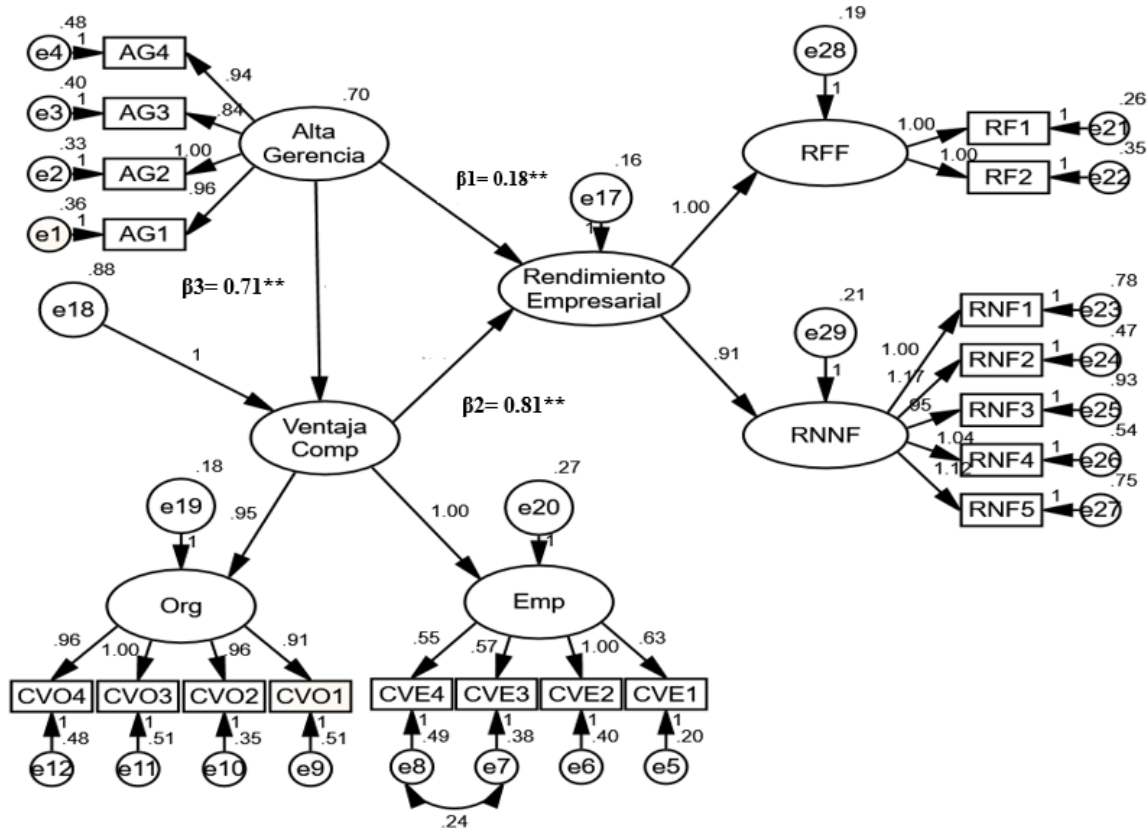 .48
1
e4
AG4
.94
.40
1
e3
AG3
.84
.33
1
e2
AG2
1.00
.36
1
e1
AG1
.96
.70
Alta
Gerencia
β1= 0.18**
β3= 0.71**
β2= 0.81**
.88
e18
1
.16
e17
1
Rendimiento
Empresarial
1.00
.91
.19
e28
1
RFF
1.00
1.00
RF1
1
.26
e21
RF2
1
.35
e22
.21
e29
1
RNNF
1.00
1.17
.95
1.04
1.12
RNF1
1
.78
e23
RNF2
1
.47
e24
RNF3
1
.93
e25
RNF4
1
.54
e26
RNF5
1
.75
e27
Ventaja
Comp
.95
1.00
.18
e19
1
Org
.27
e20
1
Emp
.96
1.00
.96
.91
.55
.57
1.00
.63
CVO4
CVO3
CVO2
CVO1
CVE4
CVE3
CVE2
CVE1
1
1
1
1
1
1
1
1
.48
.51
.35
.51
.49
.38
.40
.20
e12
e11
e10
e9
e8
e7
e6
e5
.24